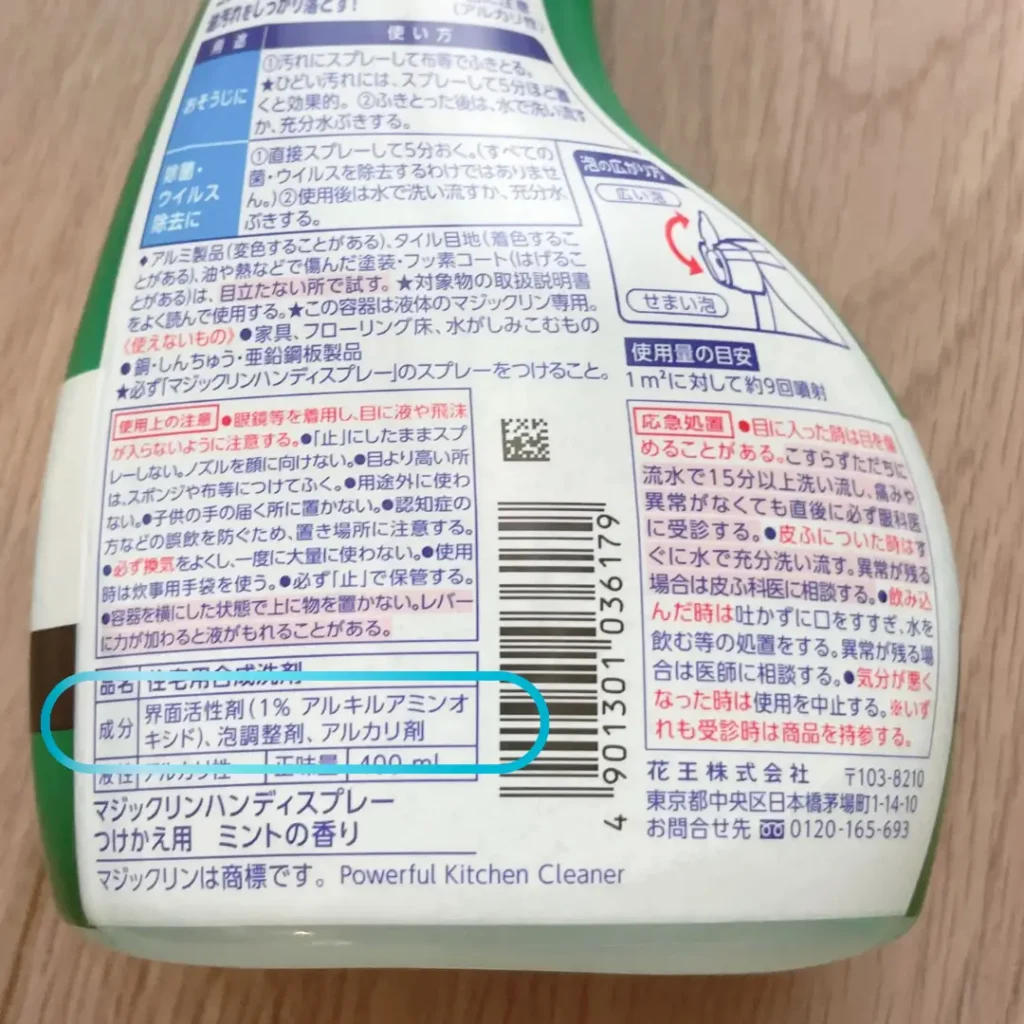 汚れをしっかり落とす!
(アルカリ性)
用途 使い方
おそうじに
①汚れにスプレーして布等でふきとる。
★ひどい汚れには、スプレーして5分ほど置
くと効果的。②ふきとった後は、水で洗い流す
か、充分水ぶきする。
除菌・
ウイルス
除去に
①直接スプレーして5分おく。(すべての
菌・ウイルスを除去するわけではありませ
ん。)②使用後は水で洗い流すか、充分水
ぶきする。
泡の広がり方
広い泡
せまい泡
♦アルミ製品(変色することがある)、タイル目地(着色するこ
とがある)、油や熱などで傷んだ塗装・フッ素コート(はげるこ
とがある)は、目立たない所で試す。★対象物の取扱説明書
をよく読んで使用する。★この容器は液体のマジックリン専用。
《使えないもの》●家具、フローリング床、水がしみこむもの
●銅・しんちゅう・亜鉛鋼板製品
★必ず「マジックリンハンディスプレー」のスプレーをつけること。
使用量の目安
1m²に対して約9回噴射
使用上の注意 ●眼鏡等を着用し、目に液や飛沫
が入らないように注意する。●「止」にしたままスプ
レーしない。ノズルを顔に向けない。●目より高い所
は、スポンジや布等につけてふく。●用途外に使わ
ない。●子供の手の届く所に置かない。●認知症の
方などの誤飲を防ぐため、置き場所に注意する。
●必ず換気をよくし、一度に大量に使わない。●使用
時は炊事用手袋を使う。●必ず「止」で保管する。
●容器を横にした状態で上に物を置かない。レバー
に力が加わると液がもれることがある。
応急処置 ●目に入った時は目を傷
めることがある。こすらずただちに
流水で15分以上洗い流し、痛みや
異常がなくても直後に必ず眼科医
に受診する。●皮ふについた時はす
ぐに水で充分洗い流す。異常が残る
場合は皮ふ科医に相談する。●飲み込
んだ時は吐かずに口をすすぎ、水を
飲む等の処置をする。異常が残る場
合は医師に相談する。●気分が悪く
なった時は使用を中止する。※いず
れも受診時は商品を持参する。
品名 住宅用合成洗剤
成分 界面活性剤(1% アルキルアミンオ
キシド)、泡調整剤、アルカリ剤
液性 アルカリ性 正味量 400 ml
マジックリンハンディスプレー
つけかえ用 ミントの香り
マジックリンは商標です。 Powerful Kitchen Cleaner
4 901301 036179
花王株式会社 〒103-8210
東京都中央区日本橋茅場町1-14-10
お問合せ先 0120-165-693